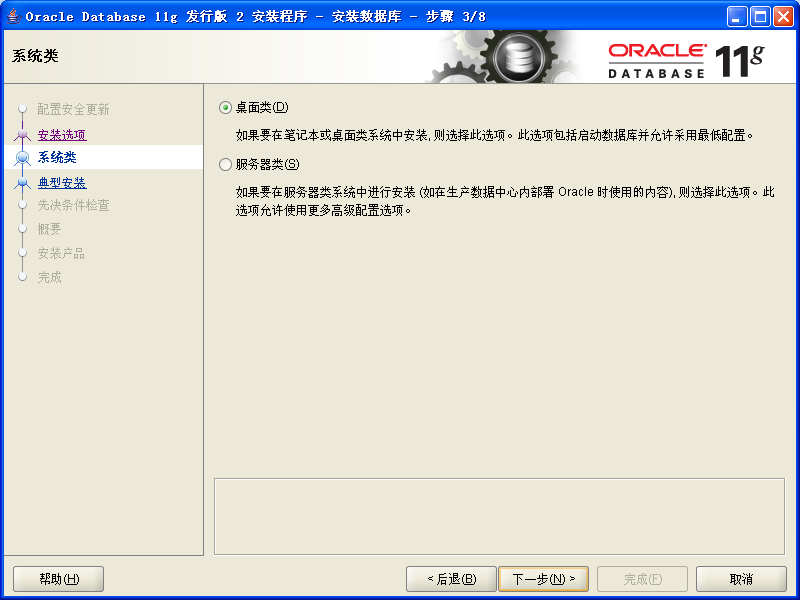 Oracle Database 11g 发行版 2 安装程序 - 安装数据库 - 步骤 3/8
系统类
ORACLE
DATABASE 11g
配置安全更新
安装选项
系统类
典型安装
先决条件检查
概要
安装产品
完成
桌面类(D)
如果要在笔记本或桌面类系统中安装, 则选择此选项。此选项包括启动数据库并允许采用最低配置。
服务器类(S)
如果要在服务器类系统中进行安装 (如在生产数据中心内部署 Oracle 时使用的内容), 则选择此选项。此
选项允许使用更多高级配置选项。
帮助(H)
< 后退(B)
下一步(N) >
完成(F)
取消